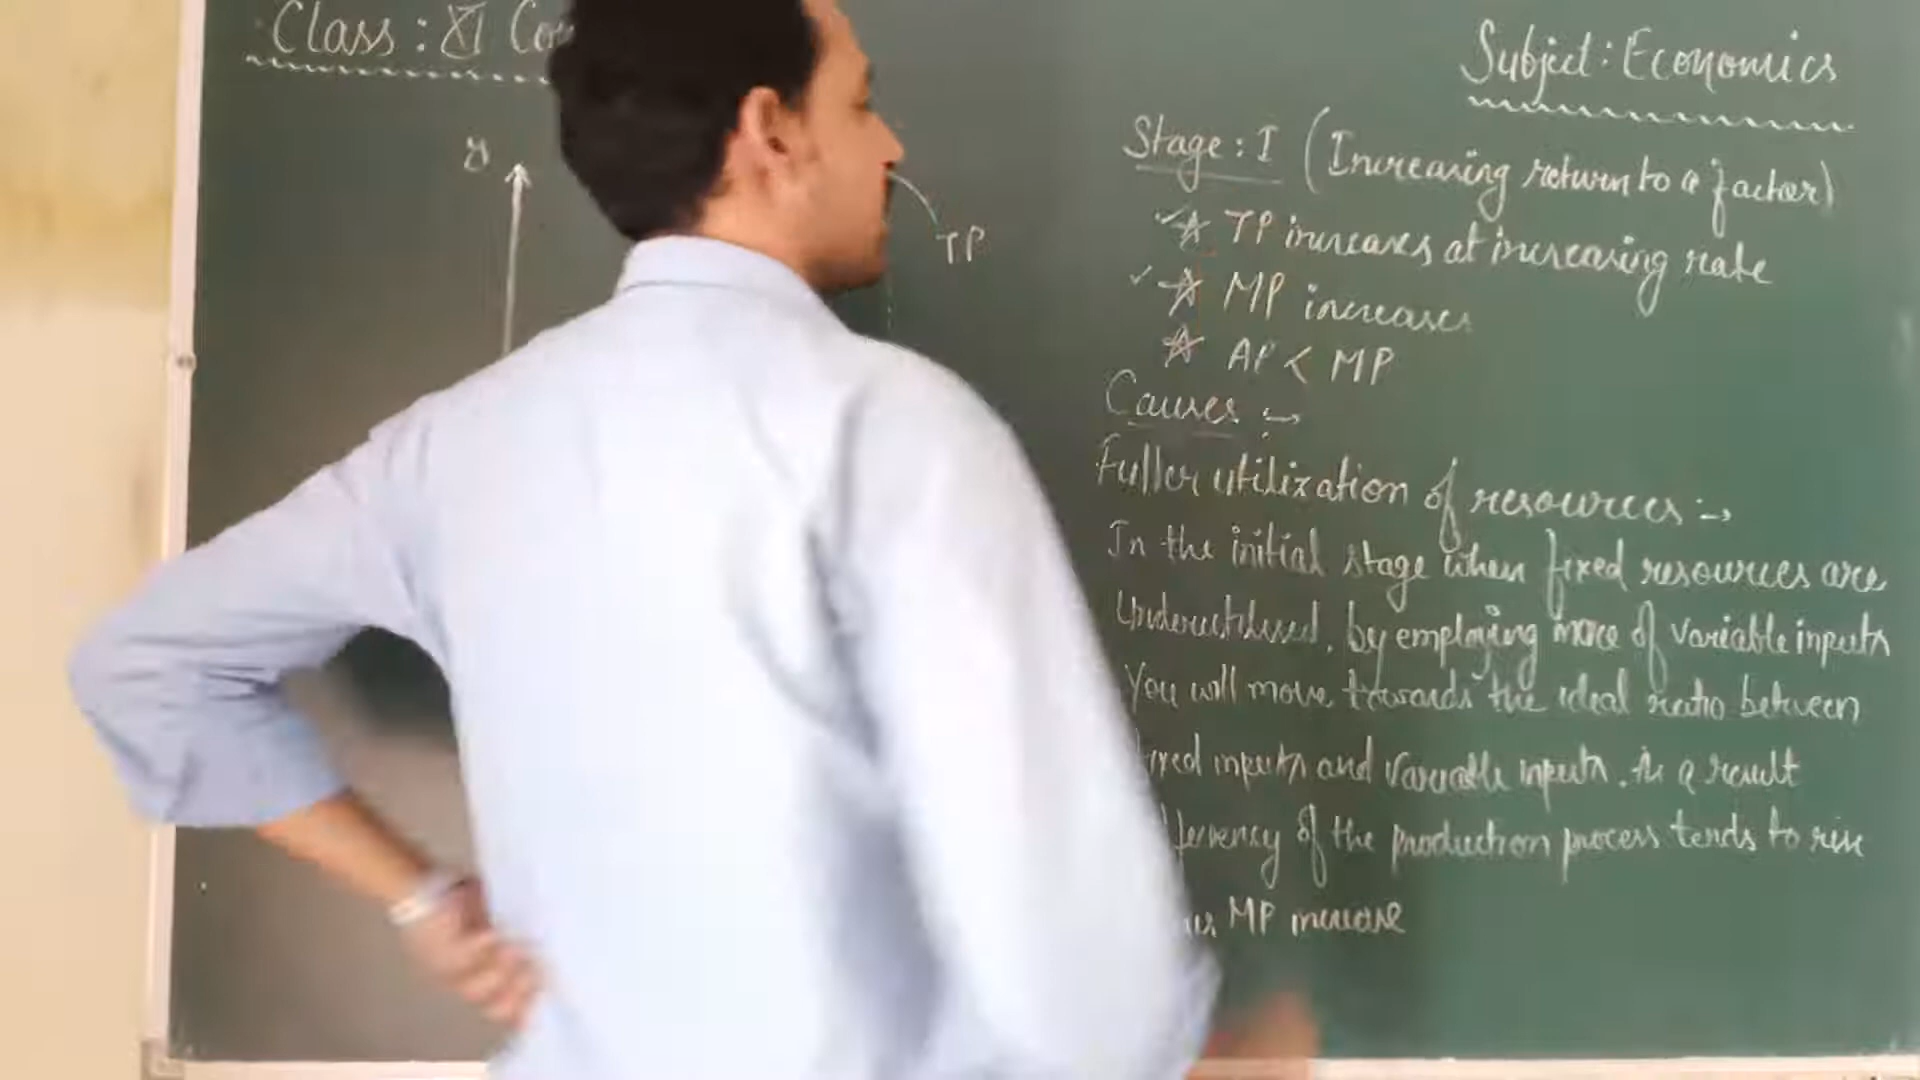 Class : XI
Subject : Economics
y
TP
Stage : I (Increasing return to a factor)
TP increases at increasing rate
MP increases
AP < MP
Causes :→
Fuller utilization of resources :→
In the initial stage when fixed resources are
Underutilised, by employing more of variable inputs
You will move towards the ideal ratio between
inputs and variable inputs. As a result
of the production process tends to rise
MP increase